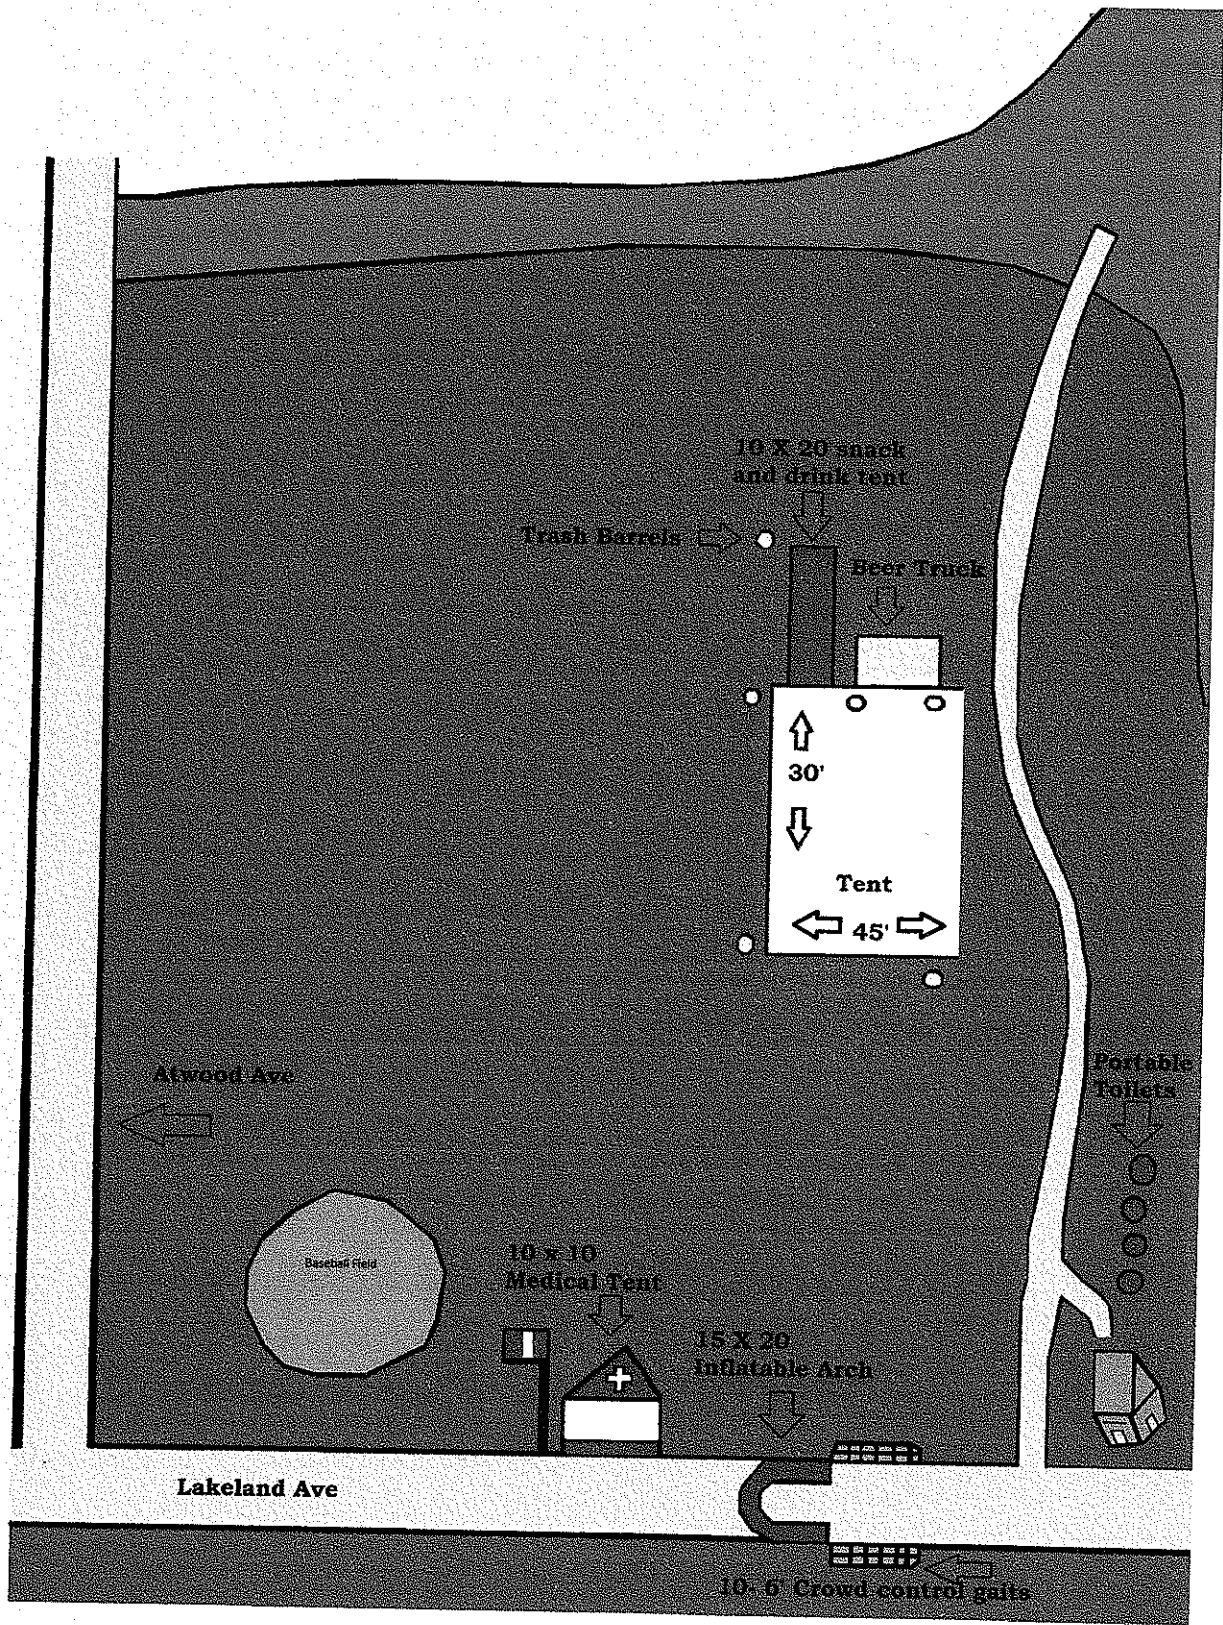 10 X 20 snack
and drink tent
Trash Barrels
Beer Truck
30'
Tent
45'
Atwood Ave
Portable
Toilets
Baseball Field
10 x 10
Medical Tent
15 X 20
Inflatable Arch
Lakeland Ave
10- 6' Crowd control gaits